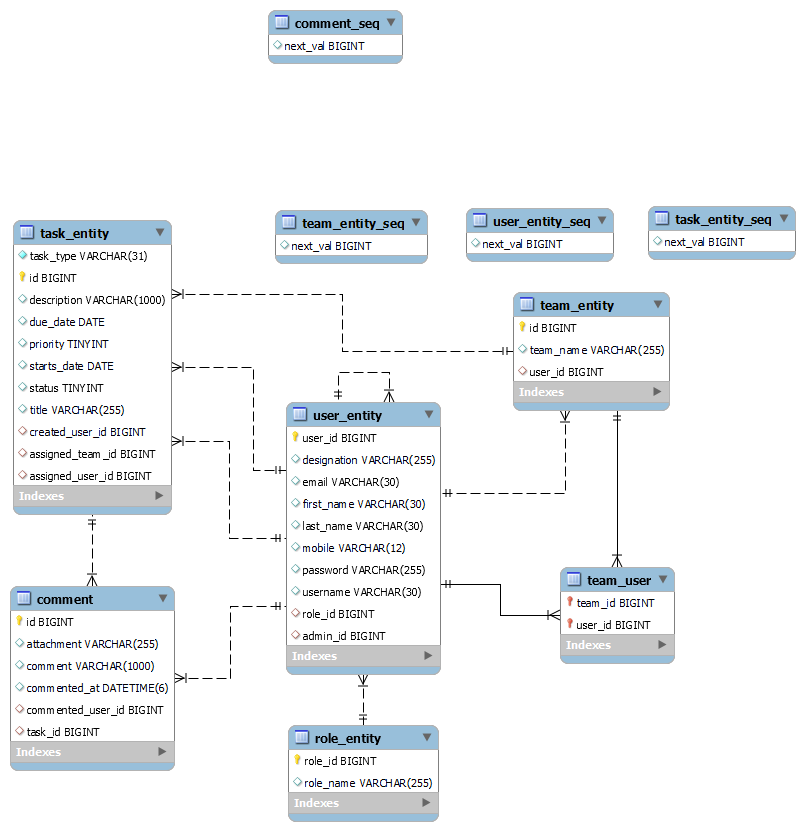 comment_seq
next_val BIGINT
team_entity_seq
next_val BIGINT
user_entity_seq
next_val BIGINT
task_entity_seq
next_val BIGINT
task_entity
task_type VARCHAR(31)
id BIGINT
description VARCHAR(1000)
due_date DATE
priority TINYINT
starts_date DATE
status TINYINT
title VARCHAR(255)
created_user_id BIGINT
assigned_team_id BIGINT
assigned_user_id BIGINT
Indexes
team_entity
id BIGINT
team_name VARCHAR(255)
user_id BIGINT
Indexes
user_entity
user_id BIGINT
designation VARCHAR(255)
email VARCHAR(30)
first_name VARCHAR(30)
last_name VARCHAR(30)
mobile VARCHAR(12)
password VARCHAR(255)
username VARCHAR(30)
role_id BIGINT
admin_id BIGINT
Indexes
team_user
team_id BIGINT
user_id BIGINT
Indexes
comment
id BIGINT
attachment VARCHAR(255)
comment VARCHAR(1000)
commented_at DATETIME(6)
commented_user_id BIGINT
task_id BIGINT
Indexes
role_entity
role_id BIGINT
role_name VARCHAR(255)
Indexes